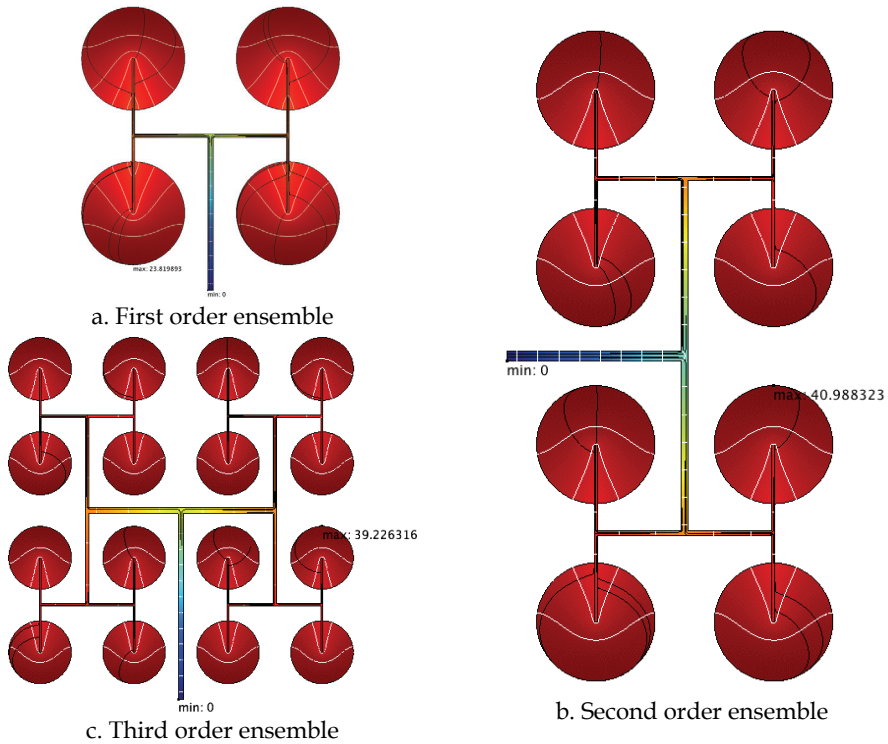 max: 23.819893
min: 0
a. First order ensemble
min: 0
max: 40.988323
b. Second order ensemble
max: 39.226316
min: 0
c. Third order ensemble